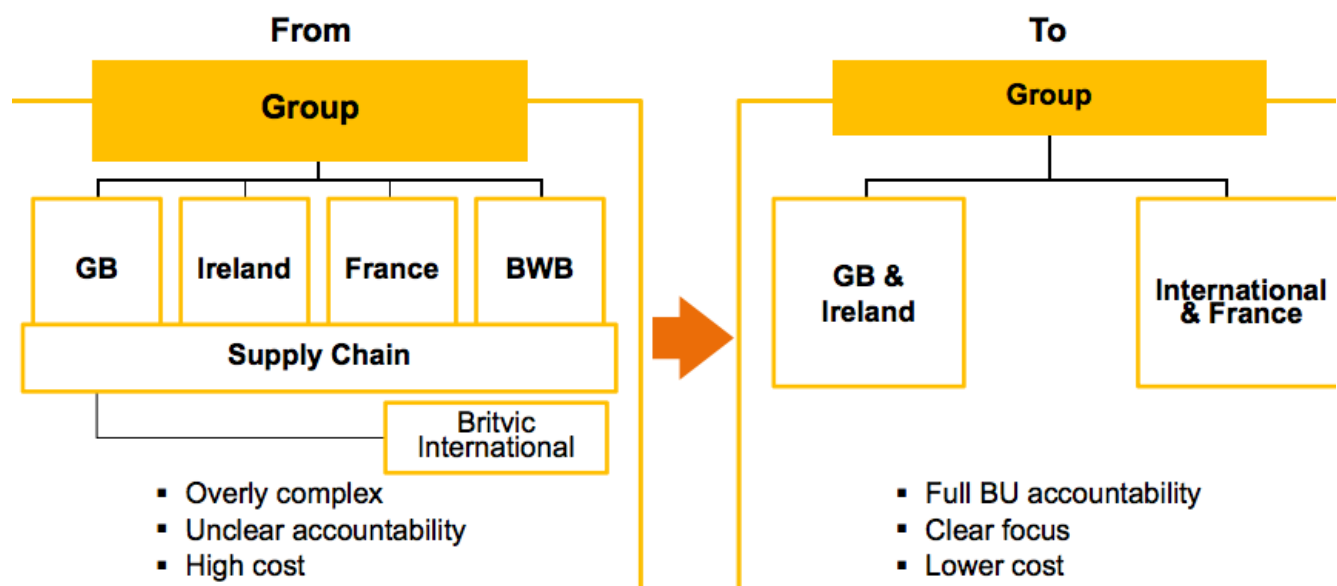 From
Group
GB
Ireland
France
BWB
Supply Chain
Britvic
International
▪ Overly complex
▪ Unclear accountability
▪ High cost
To
Group
GB &
Ireland
International
& France
▪ Full BU accountability
▪ Clear focus
▪ Lower cost